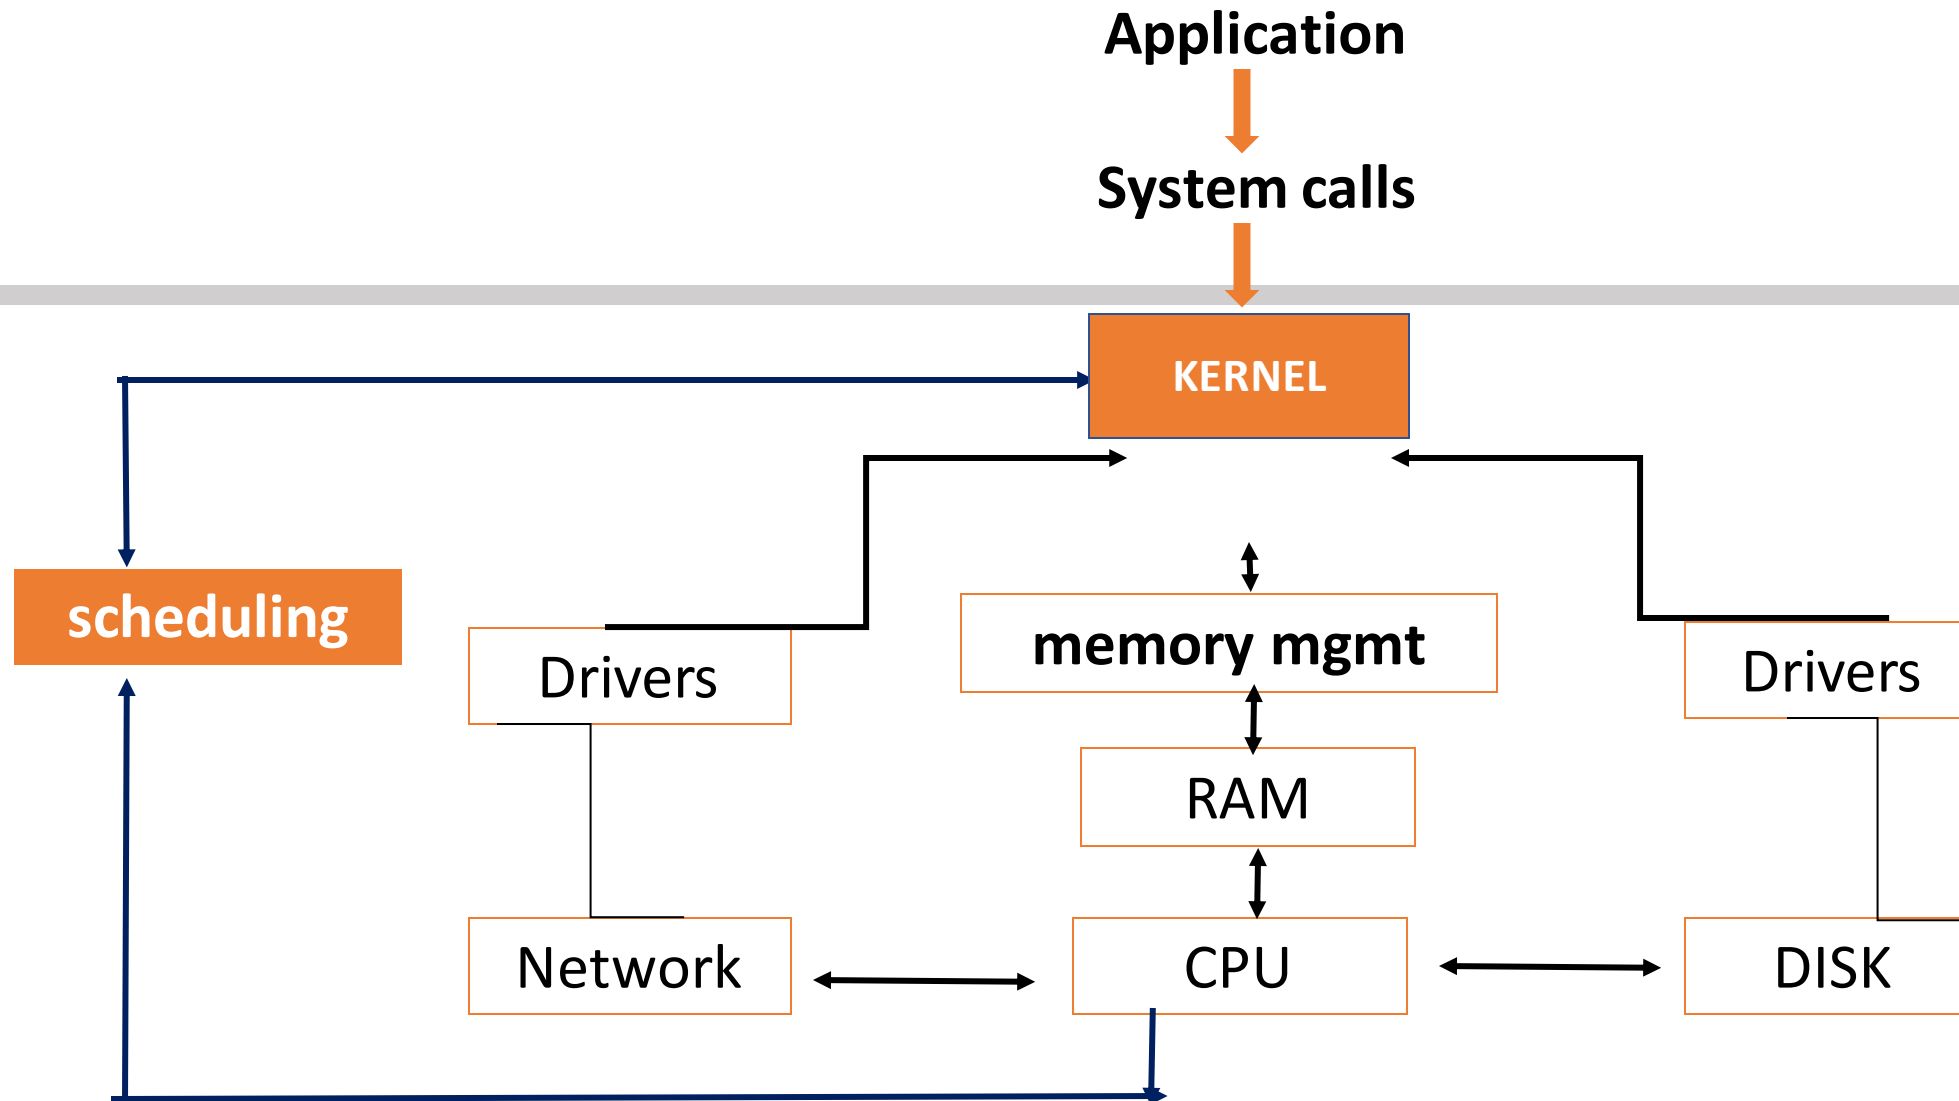 Application
System calls
KERNEL
scheduling
Drivers
memory mgmt
Drivers
RAM
Network
CPU
DISK